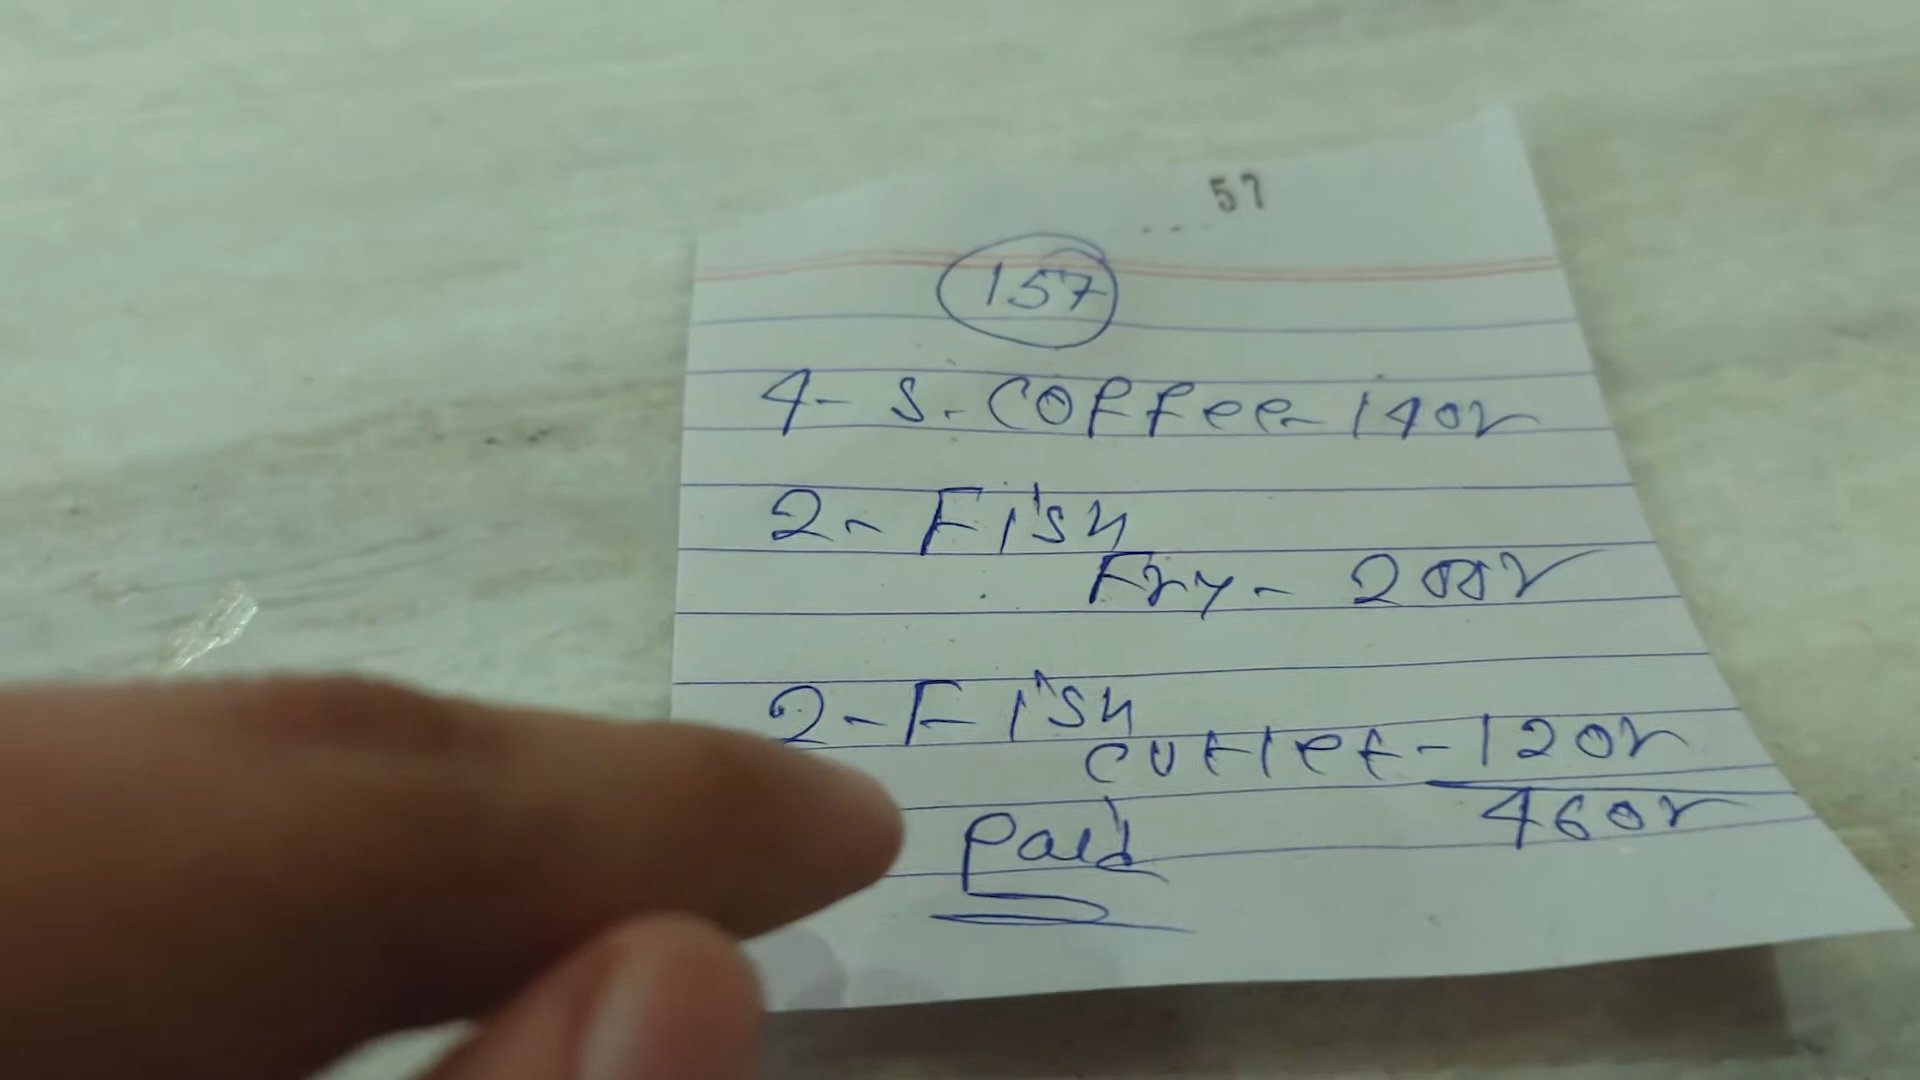 57
157
4- S. Coffee - 140r
2- Fish
Fry - 200r
2- Fish
cutlet - 120r
460r
Paid